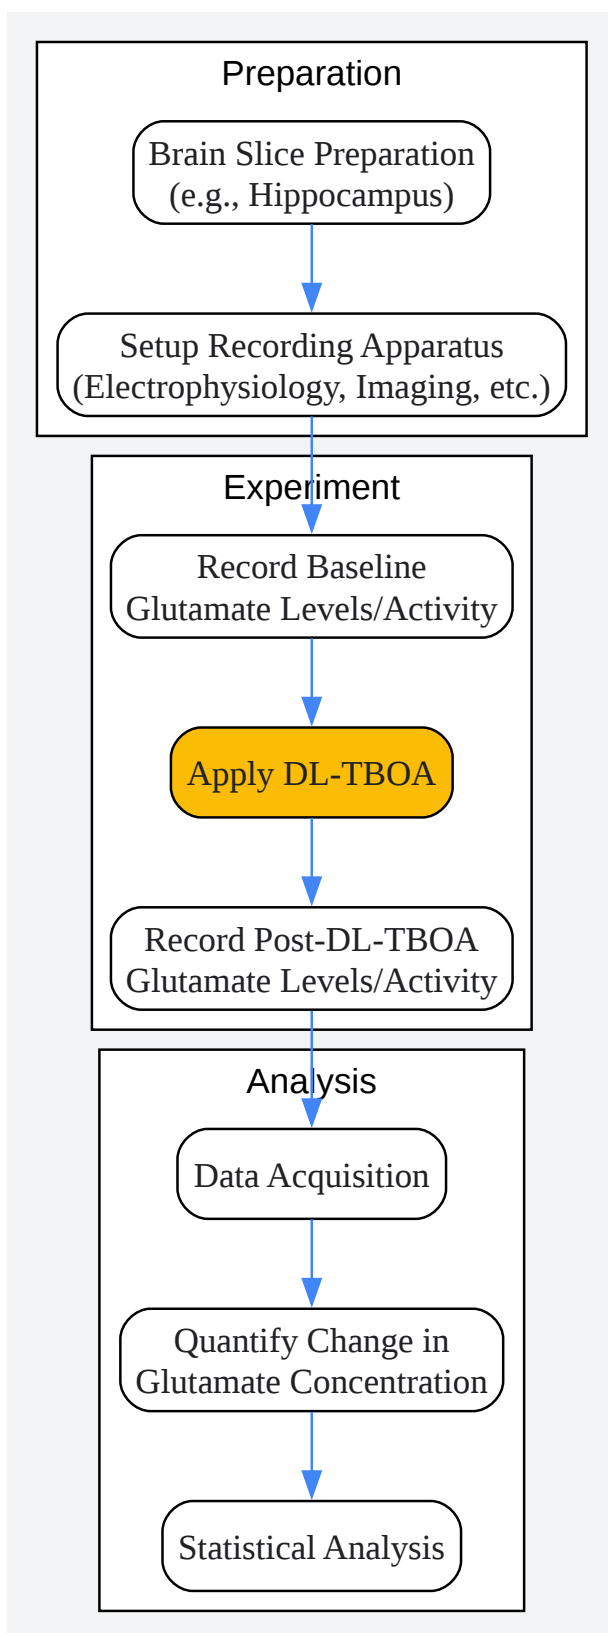 Preparation
Brain Slice Preparation
(e.g., Hippocampus)
Setup Recording Apparatus
(Electrophysiology, Imaging, etc.)
Experiment
Record Baseline
Glutamate Levels/Activity
Apply DL-TBOA
Record Post-DL-TBOA
Glutamate Levels/Activity
Analysis
Data Acquisition
Quantify Change in
Glutamate Concentration
Statistical Analysis